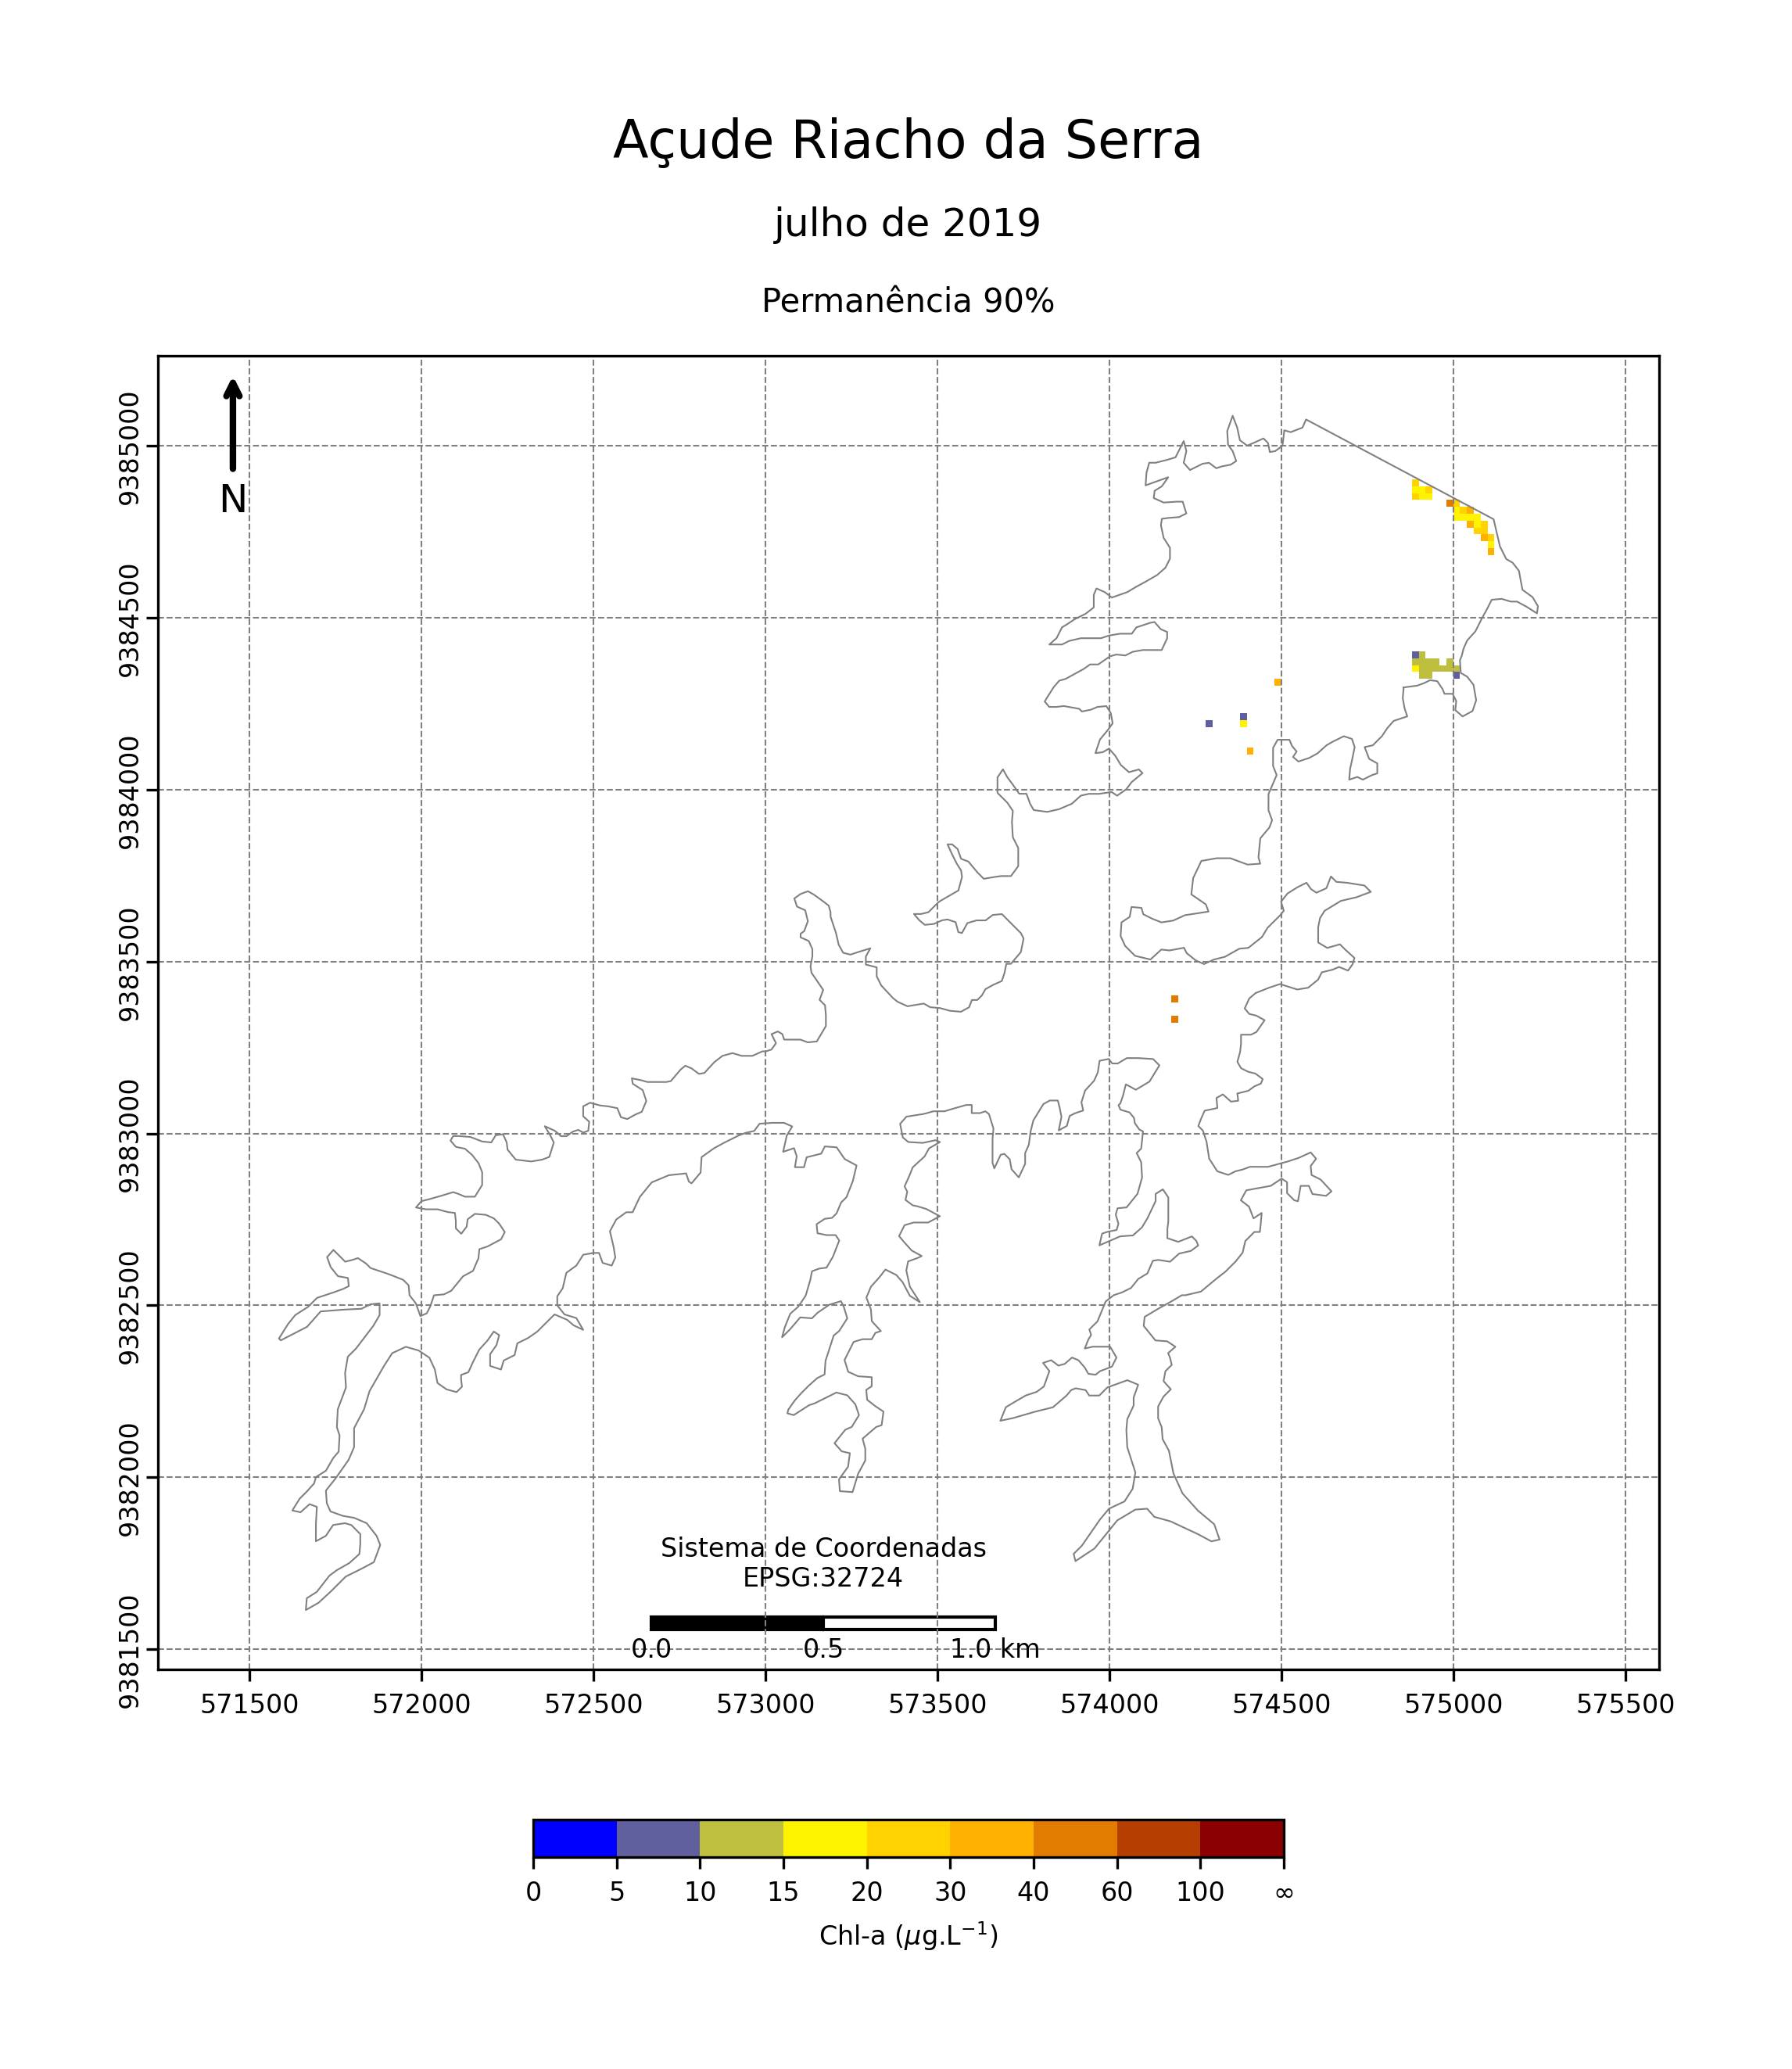 Açude Riacho da Serra
julho de 2019
Permanência 90%
N
9385000
9384500
9384000
9383500
9383000
9382500
9382000
9381500
Sistema de Coordenadas
EPSG:32724
0.0 0.5 1.0 km
571500 572000 572500 573000 573500 574000 574500 575000 575500
0 5 10 15 20 30 40 60 100 ∞
Chl-a (μg.L⁻¹)